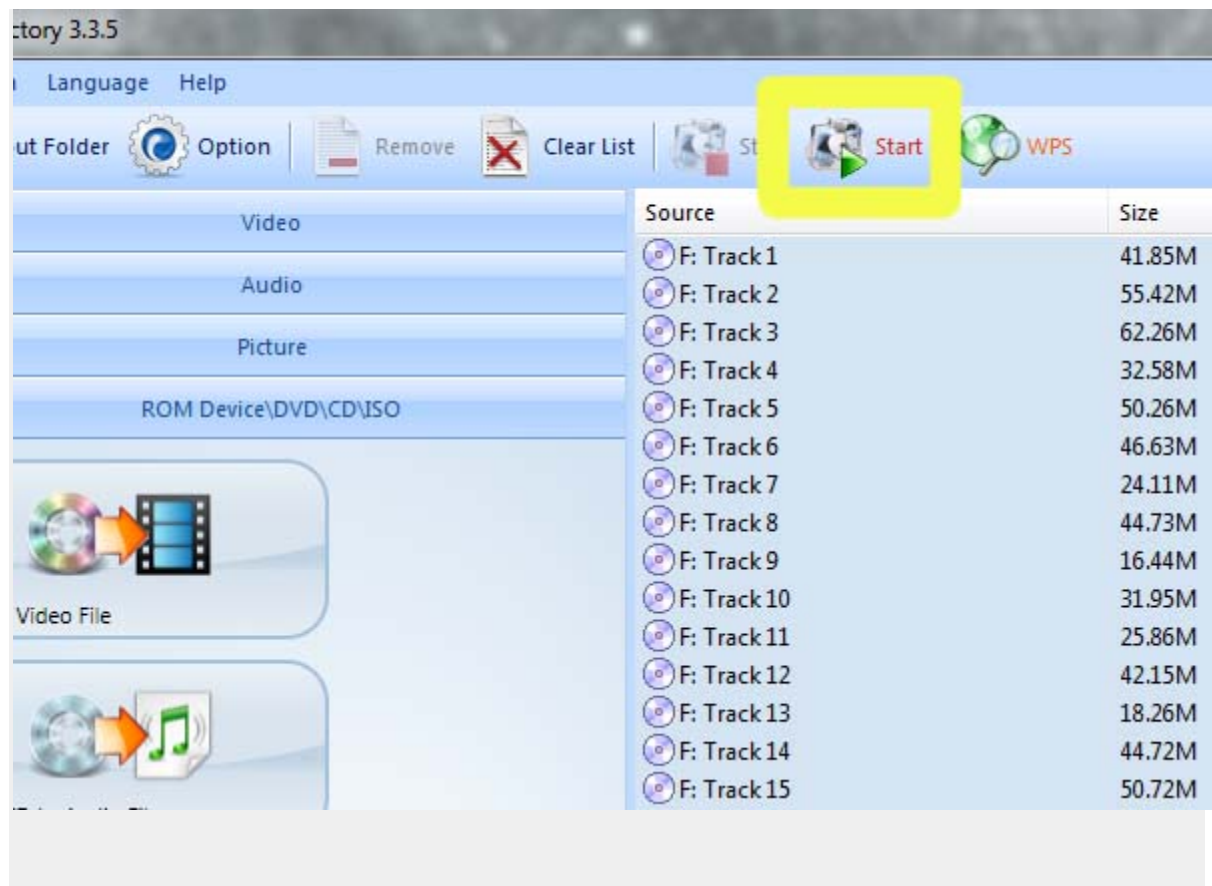 ctory 3.3.5
Language Help
ut Folder Option Remove Clear List St Start WPS
Video
Audio
Picture
ROM Device\DVD\CD\ISO
Video File
Source Size
F: Track 1 41.85M
F: Track 2 55.42M
F: Track 3 62.26M
F: Track 4 32.58M
F: Track 5 50.26M
F: Track 6 46.63M
F: Track 7 24.11M
F: Track 8 44.73M
F: Track 9 16.44M
F: Track 10 31.95M
F: Track 11 25.86M
F: Track 12 42.15M
F: Track 13 18.26M
F: Track 14 44.72M
F: Track 15 50.72M